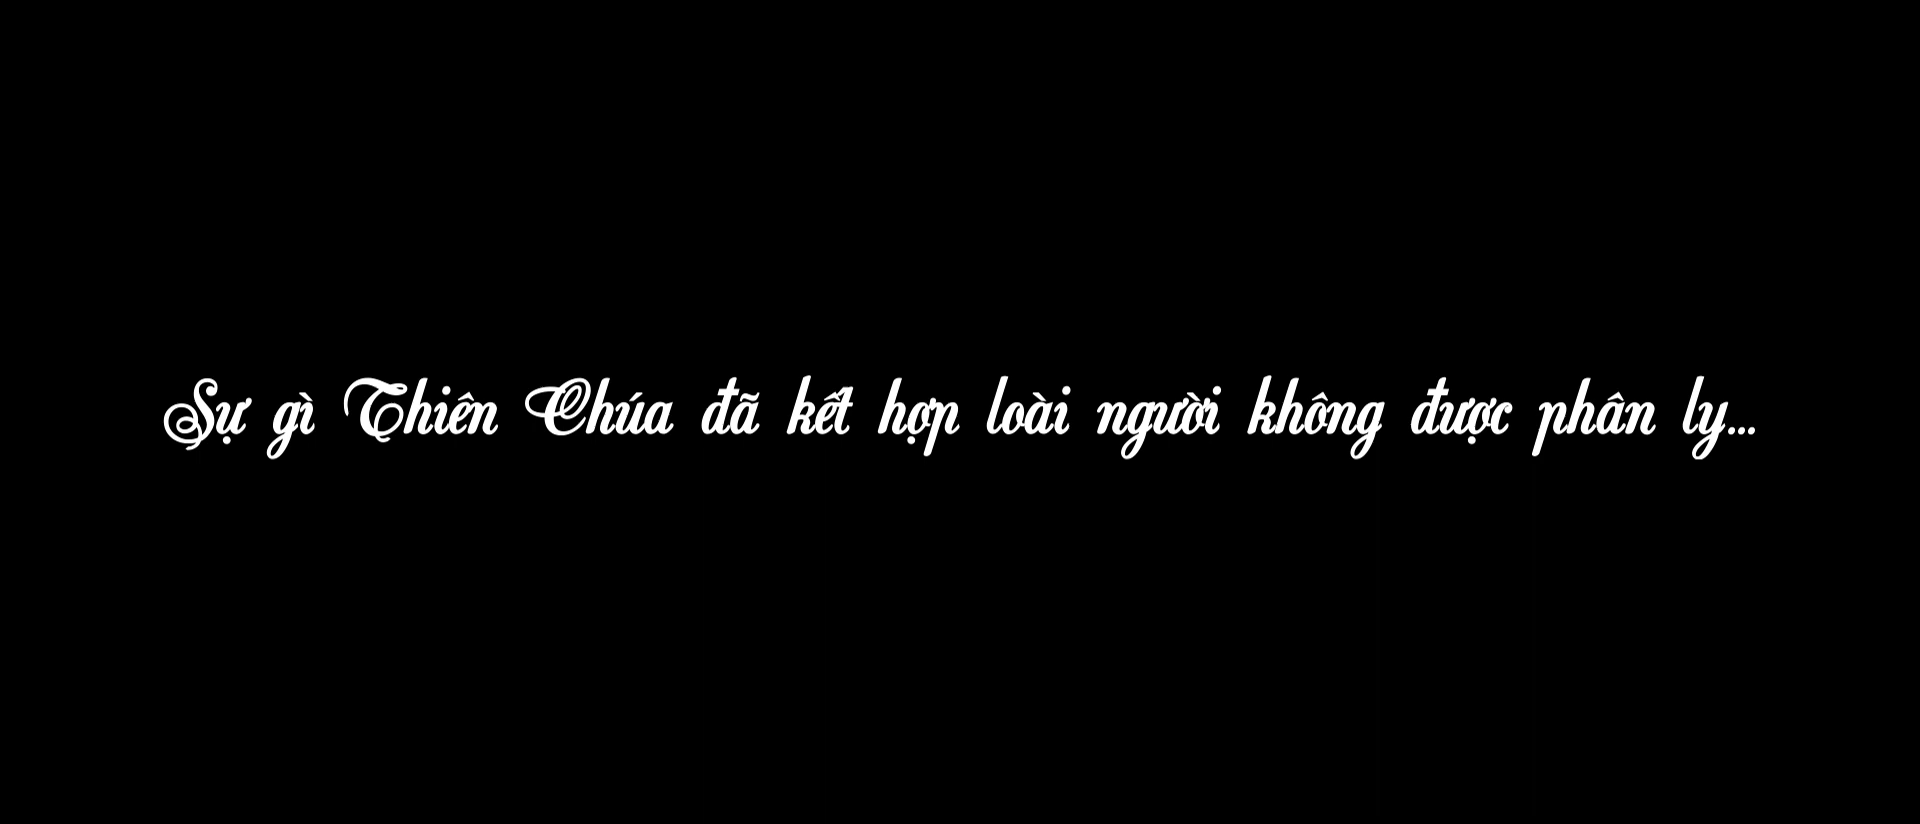 Sự gì Thiên Chúa đã kết hợp loài người không được phân ly...